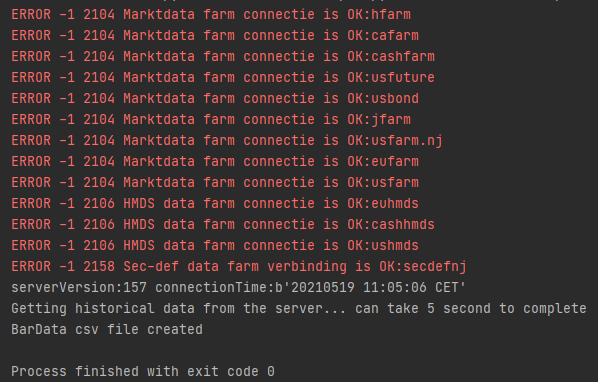 ERROR -1 2104 Marktdata farm connectie is OK:hfarm
ERROR -1 2104 Marktdata farm connectie is OK:cafarm
ERROR -1 2104 Marktdata farm connectie is OK:cashfarm
ERROR -1 2104 Marktdata farm connectie is OK:usfuture
ERROR -1 2104 Marktdata farm connectie is OK:usbond
ERROR -1 2104 Marktdata farm connectie is OK:jfarm
ERROR -1 2104 Marktdata farm connectie is OK:usfarm.nj
ERROR -1 2104 Marktdata farm connectie is OK:eufarm
ERROR -1 2104 Marktdata farm connectie is OK:usfarm
ERROR -1 2106 HMDS data farm connectie is OK:euhmds
ERROR -1 2106 HMDS data farm connectie is OK:cashhmds
ERROR -1 2106 HMDS data farm connectie is OK:ushmds
ERROR -1 2158 Sec-def data farm verbinding is OK:secdefnj
serverVersion:157 connectionTime:b'20210519 11:05:06 CET'
Getting historical data from the server... can take 5 second to complete
BarData csv file created
Process finished with exit code 0